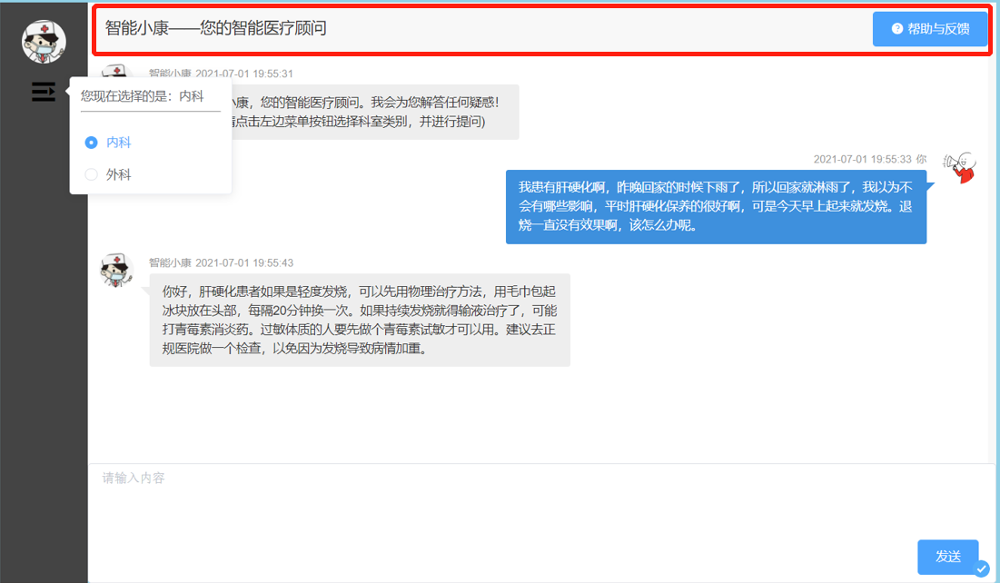 智能小康——您的智能医疗顾问
帮助与反馈
智能小康 2021-07-01 19:55:31
您现在选择的是：内科
内科
外科
小康，您的智能医疗顾问。我会为您解答任何疑惑！
点击左边菜单按钮选择科室类别，并进行提问)
2021-07-01 19:55:33 你
我患有肝硬化啊，昨晚回家的时候下雨了，所以回家就淋雨了，我以为不
会有哪些影响，平时肝硬化保养的很好啊，可是今天早上起来就发烧。退
烧一直没有效果啊，该怎么办呢。
智能小康 2021-07-01 19:55:43
你好，肝硬化患者如果是轻度发烧，可以先用物理治疗方法，用毛巾包起
冰块放在头部，每隔20分钟换一次。如果持续发烧就得输液治疗了，可能
打青霉素消炎药。过敏体质的人要先做个青霉素试敏才可以用。建议去正
规医院做一个检查，以免因为发烧导致病情加重。
请输入内容
发送